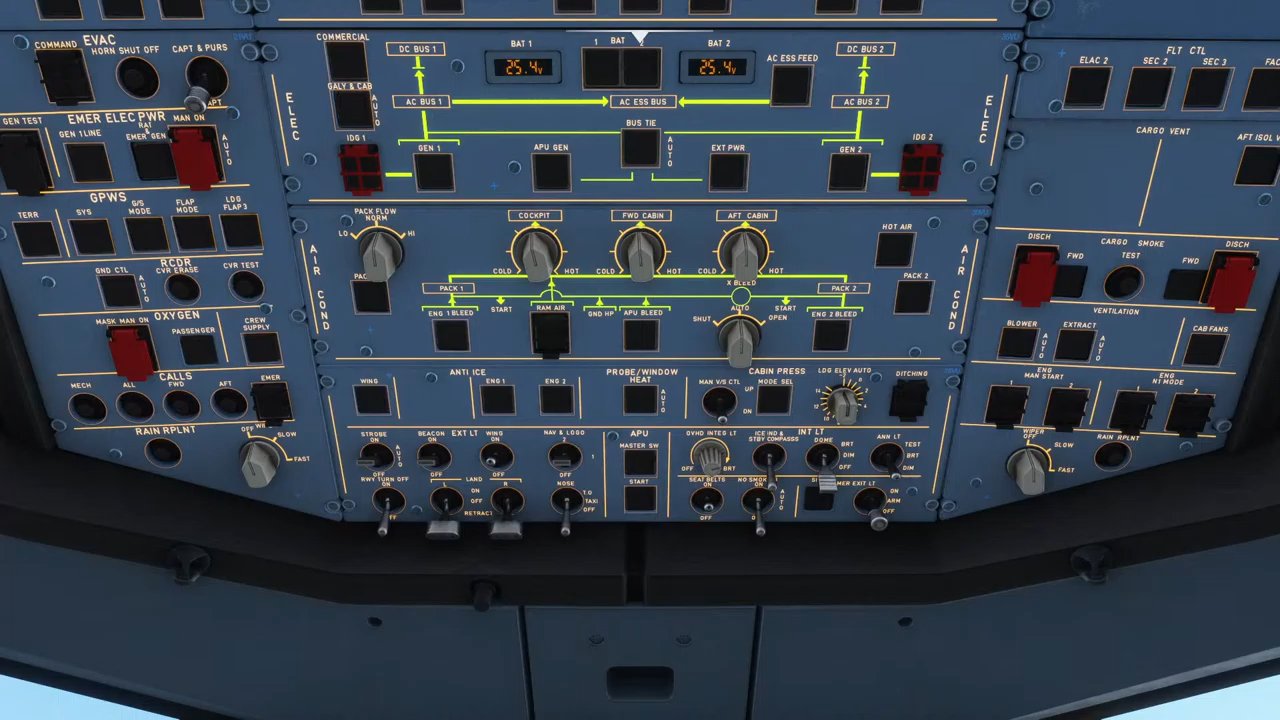 EVAC
COMMAND
HORN SHUT OFF
CAPT & PURS
EMER ELEC PWR
GEN TEST
GEN 1 LINE
RAT
&
EMER GEN
MAN ON
AUTO
GPWS
TERR
SYS
G/S
MODE
FLAP
MODE
LDG
FLAP 3
RCDR
GND CTL
CVR ERASE
CVR TEST
AUTO
OXYGEN
MASK MAN ON
PASSENGER
CREW
SUPPLY
CALLS
MECH
ALL
FWD
AFT
EMER
RAIN RPLNT
OFF
SLOW
FAST
COMMERCIAL
GALY & CAB
AUTO
ELEC
DC BUS 1
BAT 1
25.4V
1
BAT 2
25.4V
AC ESS FEED
DC BUS 2
AC BUS 1
AC ESS BUS
AC BUS 2
ELEC
BUS TIE
AUTO
IDG 1
GEN 1
APU GEN
EXT PWR
GEN 2
IDG 2
AIR COND
PACK FLOW
NORM
LO
HI
COCKPIT
FWD CABIN
AFT CABIN
HOT AIR
COLD
HOT
COLD
HOT
COLD
HOT
AIR COND
PACK 1
X BLEED
PACK 2
PACK 2
ENG 1 BLEED
START
RAM AIR
GND HP
APU BLEED
AUTO
SHUT
OPEN
START
ENG 2 BLEED
ANTI ICE
WING
ENG 1
ENG 2
PROBE/WINDOW
HEAT
AUTO
CABIN PRESS
MAN V/S CTL
UP
DN
MODE SEL
LDG ELEV AUTO
DITCHING
EXT LT
STROBE
ON
AUTO
OFF
BEACON
ON
OFF
WING
ON
OFF
NAV & LOGO
2
1
OFF
RWY TURN OFF
ON
LAND
L
R
ON
OFF
RETRACT
NOSE
T.O
TAXI
OFF
APU
MASTER SW
START
INT LT
OVHD INTEG LT
OFF
BRT
ICE IND &
STBY COMPASS
ON
OFF
DOME
BRT
DIM
OFF
ANN LT
TEST
BRT
DIM
SEAT BELTS
ON
OFF
ON
AUTO
EMER EXIT LT
ON
ARM
OFF
FLT CTL
ELAC 2
SEC 2
SEC 3
CARGO VENT
CARGO SMOKE
DISCH
FWD
TEST
FWD
DISCH
VENTILATION
BLOWER
AUTO
EXTRACT
AUTO
CAB FANS
ENG
MAN START
1
2
ENG
N1 MODE
1
2
WIPER
OFF
SLOW
FAST
RAIN RPLNT